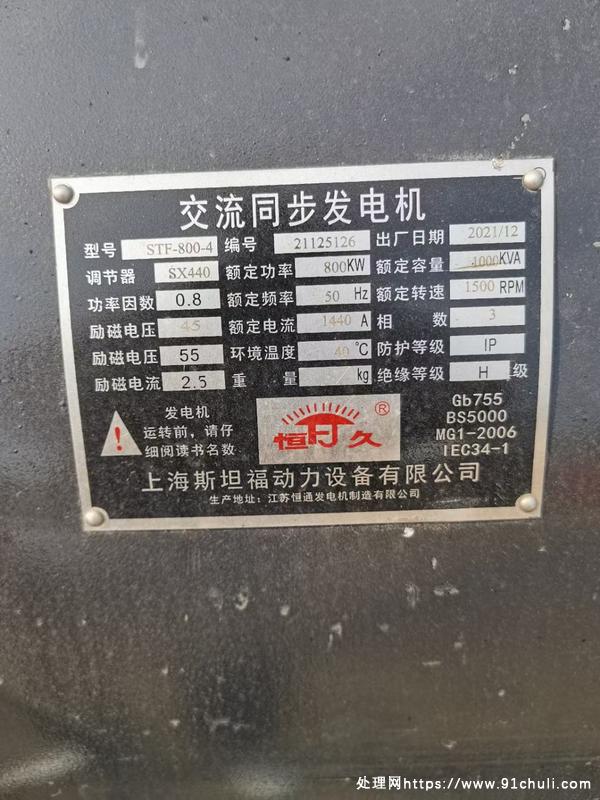 交流同步发电机
型号 STF-800-4 编号 21125126 出厂日期 2021/12
调节器 SX440 额定功率 800KW 额定容量 1000KVA
功率因数 0.8 额定频率 50 Hz 额定转速 1500 RPM
励磁电压 45 额定电流 1440 A 相数 3
励磁电压 55 环境温度 40 ℃ 防护等级 IP
励磁电流 2.5 重量 kg 绝缘等级 H 级
发电机
运转前，请仔
细阅读书名数
恒久
®
Gb755
BS5000
MG1-2006
IEC34-1
上海斯坦福动力设备有限公司
生产地址：江苏恒通发电机制造有限公司
处理网https://www.91chuli.com/